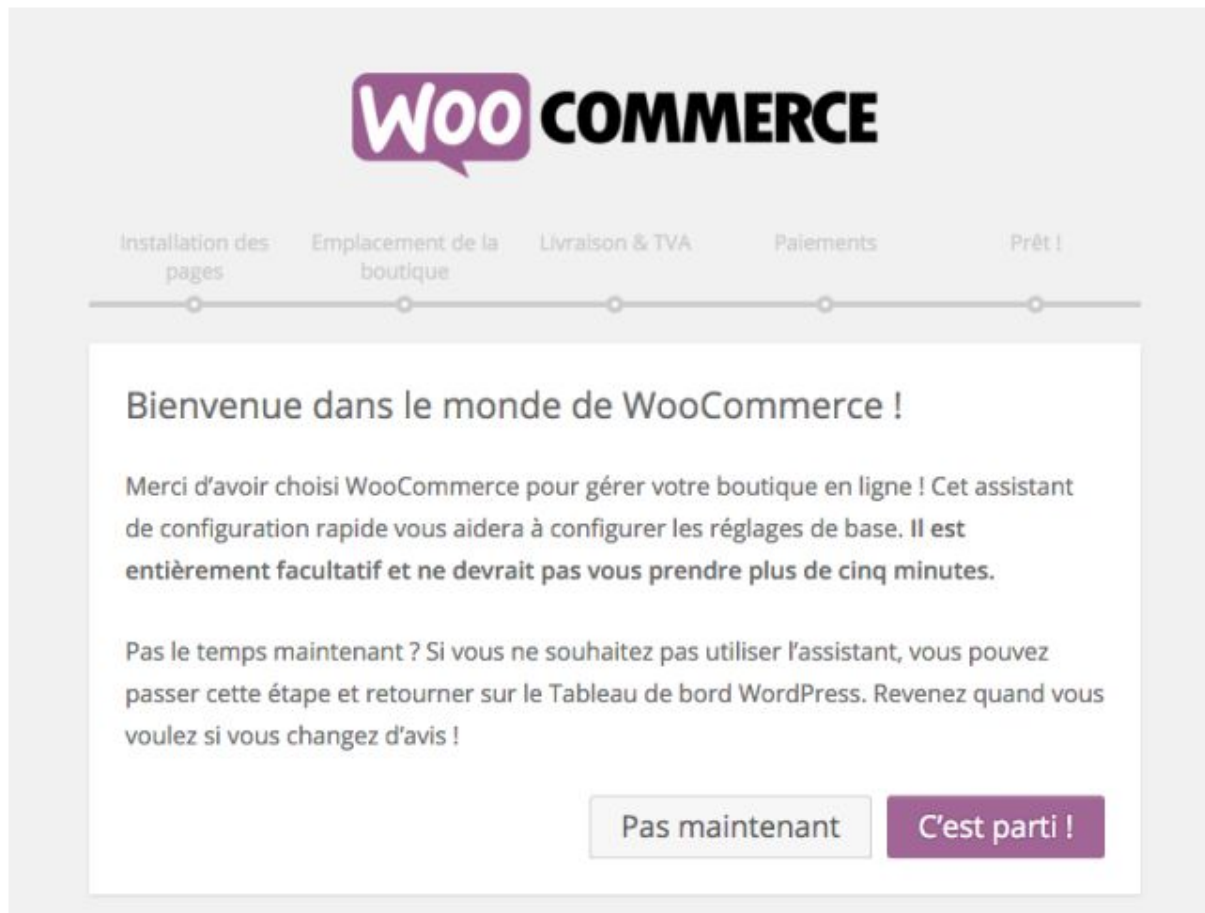 WOO COMMERCE
Installation des pages
Emplacement de la boutique
Livraison & TVA
Paiements
Prêt !
Bienvenue dans le monde de WooCommerce !
Merci d’avoir choisi WooCommerce pour gérer votre boutique en ligne ! Cet assistant
de configuration rapide vous aidera à configurer les réglages de base. Il est
entièrement facultatif et ne devrait pas vous prendre plus de cinq minutes.
Pas le temps maintenant ? Si vous ne souhaitez pas utiliser l’assistant, vous pouvez
passer cette étape et retourner sur le Tableau de bord WordPress. Revenez quand vous
voulez si vous changez d’avis !
Pas maintenant
C’est parti !